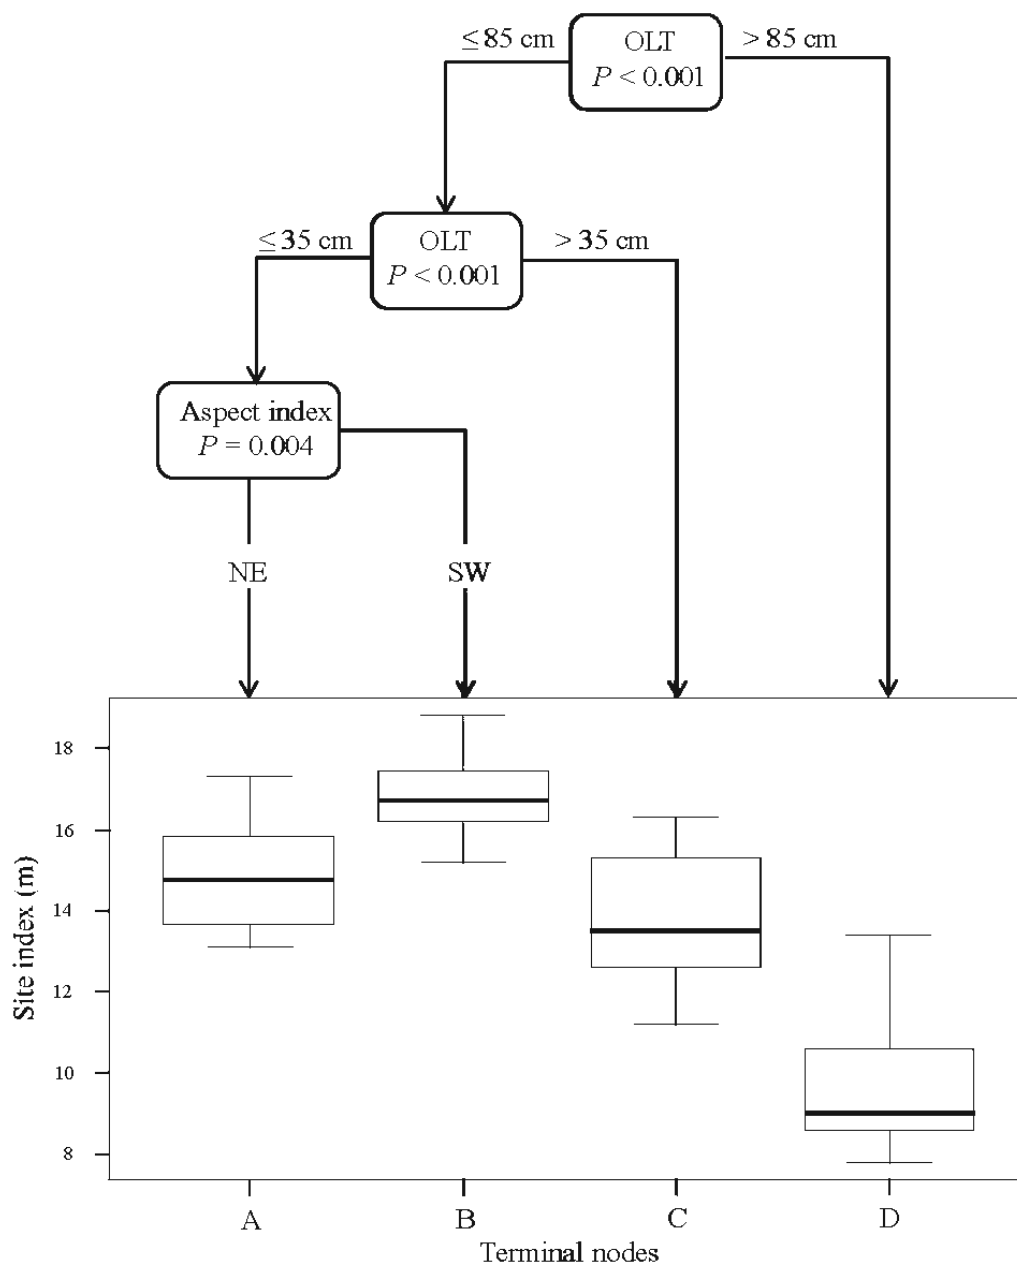 ≤ 85 cm
OLT
P < 0.001
> 85 cm
≤ 35 cm
OLT
P < 0.001
> 35 cm
Aspect index
P = 0.004
NE
SW
Site index (m)
18
16
14
12
10
8
A B C D
Terminal nodes